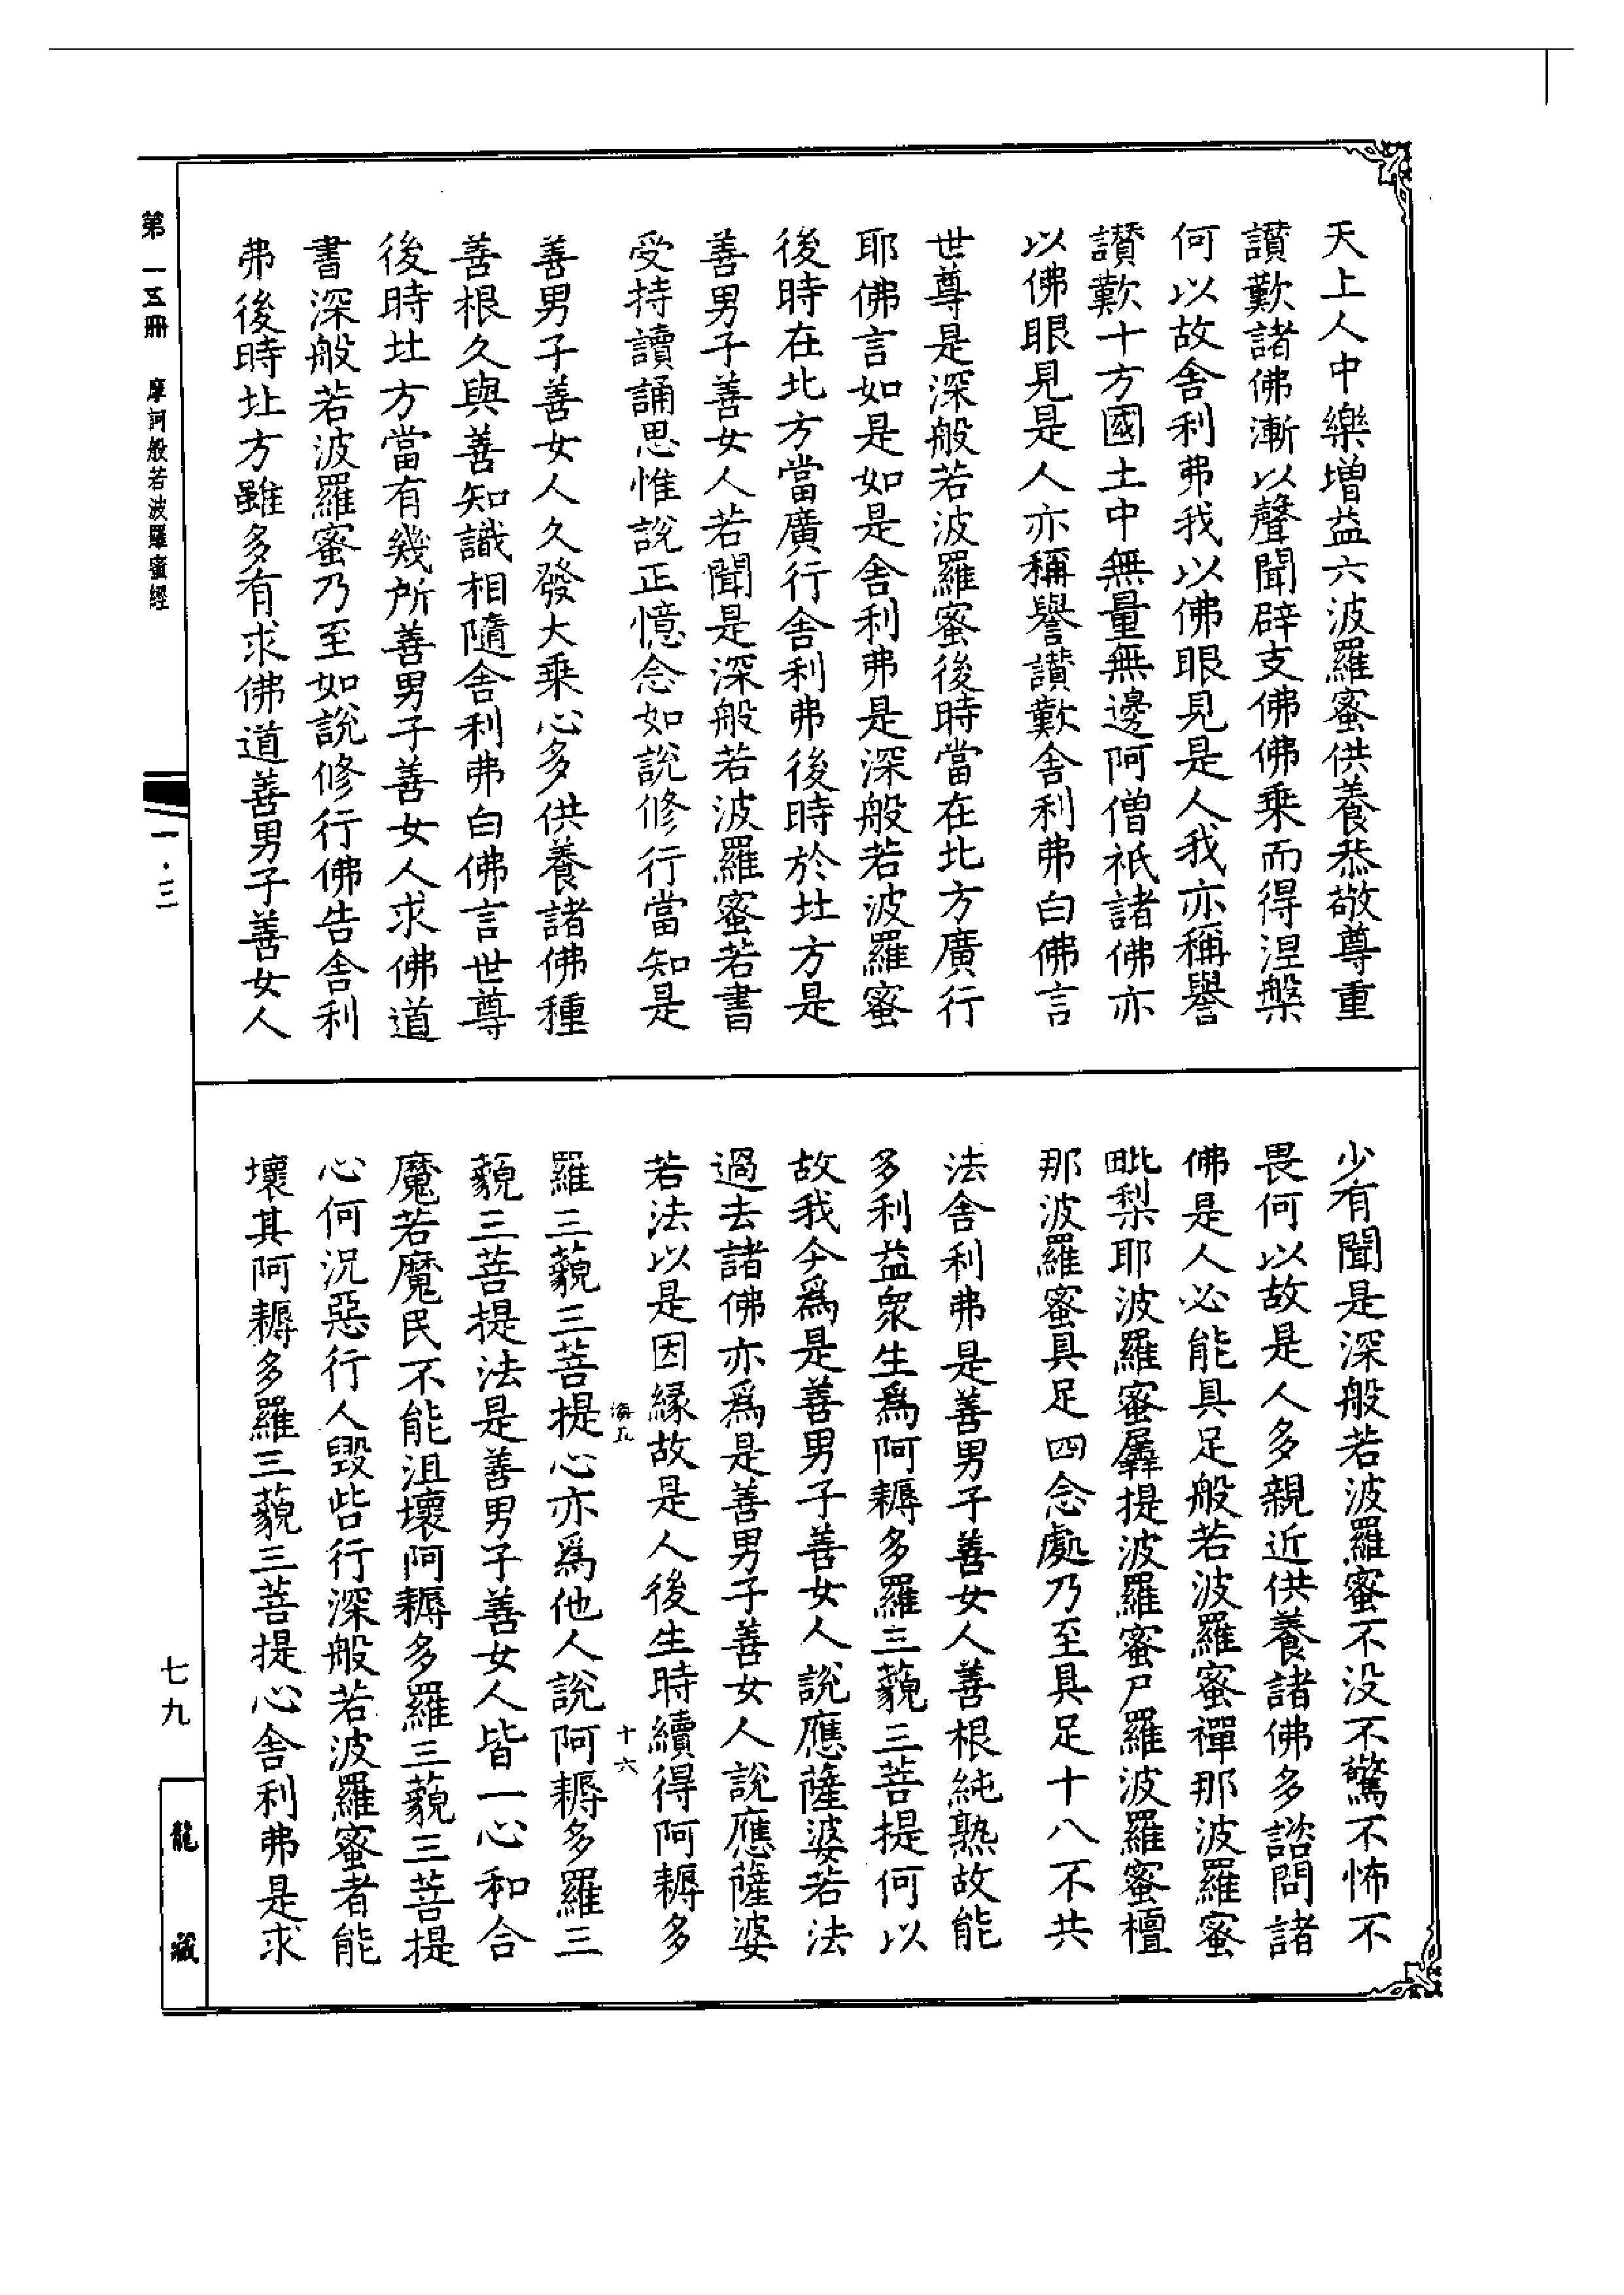 天上人中樂增益六波羅蜜供養恭敬尊重
讚歎諸佛漸以聲聞辟支佛佛乘而得涅槃
何以故舍利弗我以佛眼見是人我亦稱譽
讚歎十方國土中無量無邊阿僧祇諸佛亦
以佛眼見是人亦稱譽讚歎舍利弗白佛言
世尊是深般若波羅蜜後時當在北方廣行
耶佛言如是如是舍利弗是深般若波羅蜜
後時在北方當廣行舍利弗後時於北方是
善男子善女人若聞是深般若波羅蜜若書
受持讀誦思惟說正憶念如說修行當知是
善男子善女人久發大乘心多供養諸佛種
善根久與善知識相隨舍利弗白佛言世尊
後時北方當有幾所善男子善女人求佛道
書深般若波羅蜜乃至如說修行佛告舍利
弗後時北方雖多有求佛道善男子善女人
少有聞是深般若波羅蜜不沒不驚不怖不
畏何以故是人多親近供養諸佛多諮問諸
佛是人必能具足般若波羅蜜禪那波羅蜜
毗梨耶波羅蜜羼提波羅蜜尸羅波羅蜜檀
那波羅蜜具足四念處乃至具足十八不共
法舍利弗是善男子善女人善根純熟故能
多利益眾生為阿耨多羅三藐三菩提何以
故我今為是善男子善女人說應薩婆若法
過去諸佛亦為是善男子善女人說應薩婆
若法以是因緣故是人後生時續得阿耨多
海五 十六
羅三藐三菩提心亦為他人說阿耨多羅三
藐三菩提法是善男子善女人皆一心和合
魔若魔民不能沮壞阿耨多羅三藐三菩提
心何況惡行人毀呰行深般若波羅蜜者能
壞其阿耨多羅三藐三菩提心舍利弗是求
第一五冊 摩訶般若波羅蜜經
一·三
七九
龍藏